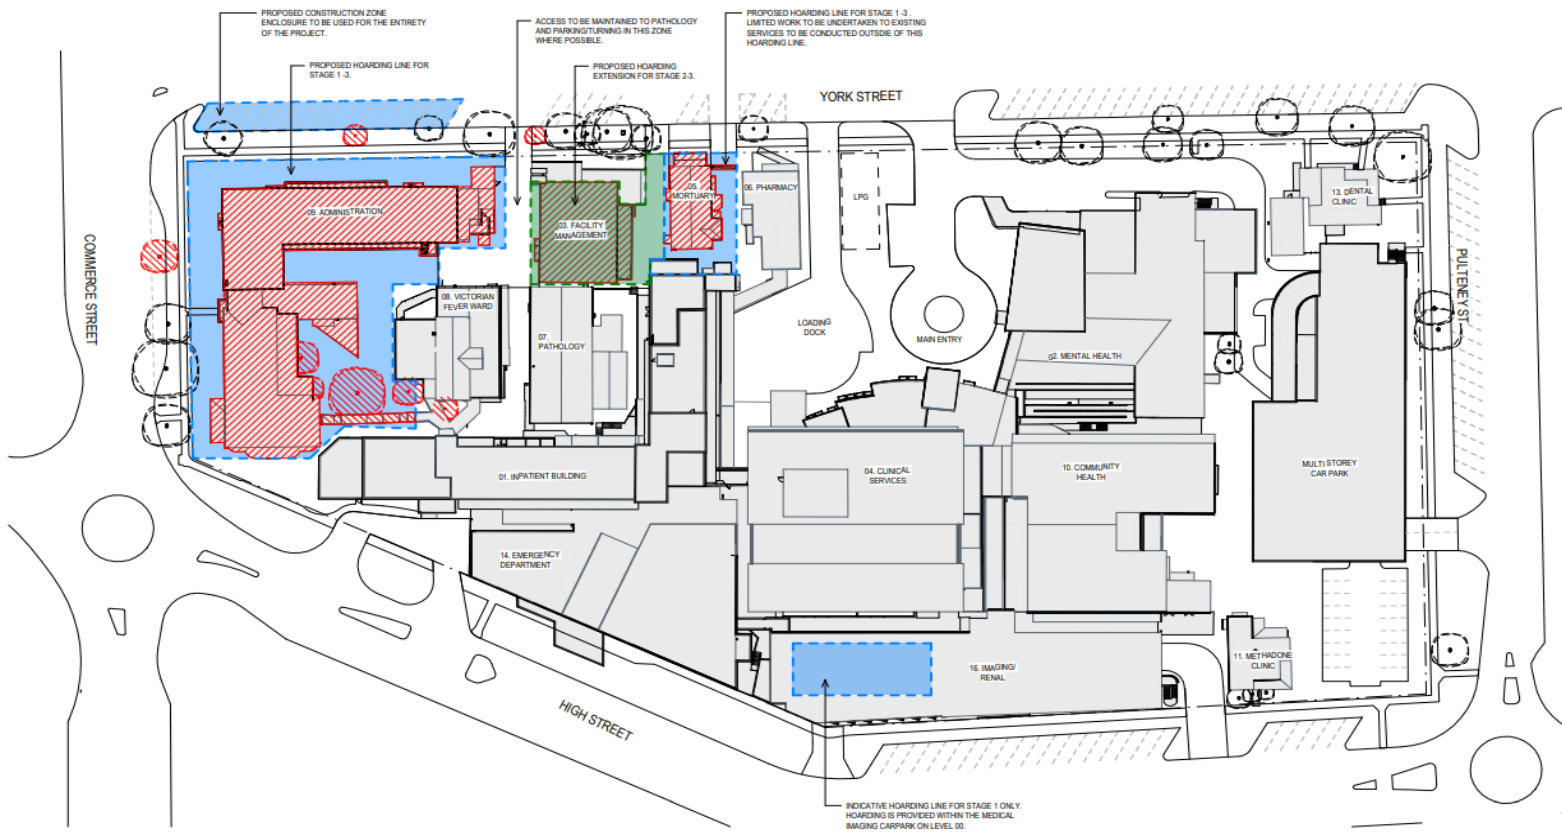 PROPOSED CONSTRUCTION ZONE
ENCLOSURE TO BE USED FOR THE ENTIRETY
OF THE PROJECT.
PROPOSED HOARDING LINE FOR
STAGE 1 -3.
ACCESS TO BE MAINTAINED TO PATHOLOGY
AND PARKING/TURNING IN THIS ZONE
WHERE POSSIBLE.
PROPOSED HOARDING
EXTENSION FOR STAGE 2-3.
PROPOSED HOARDING LINE FOR STAGE 1 -3 .
LIMITED WORK TO BE UNDERTAKEN TO EXISTING
SERVICES TO BE CONDUCTED OUTSDIE OF THIS
HOARDING LINE.
YORK STREET
COMMERCE STREET
PULTENEY ST
HIGH STREET
09. ADMINISTRATION
03. FACILITY
MANAGEMENT
05.
MORTUARY
06. PHARMACY
LPG
13. DENTAL
CLINIC
08. VICTORIAN
FEVER WARD
07.
PATHOLOGY
LOADING
DOCK
MAIN ENTRY
02. MENTAL HEALTH
01. INPATIENT BUILDING
04. CLINICAL
SERVICES
10. COMMUNITY
HEALTH
MULTI STOREY
CAR PARK
14. EMERGENCY
DEPARTMENT
16. IMAGING/
RENAL
11. METHADONE
CLINIC
INDICATIVE HOARDING LINE FOR STAGE 1 ONLY.
HOARDING IS PROVIDED WITHIN THE MEDICAL
IMAGING CARPARK ON LEVEL 00.